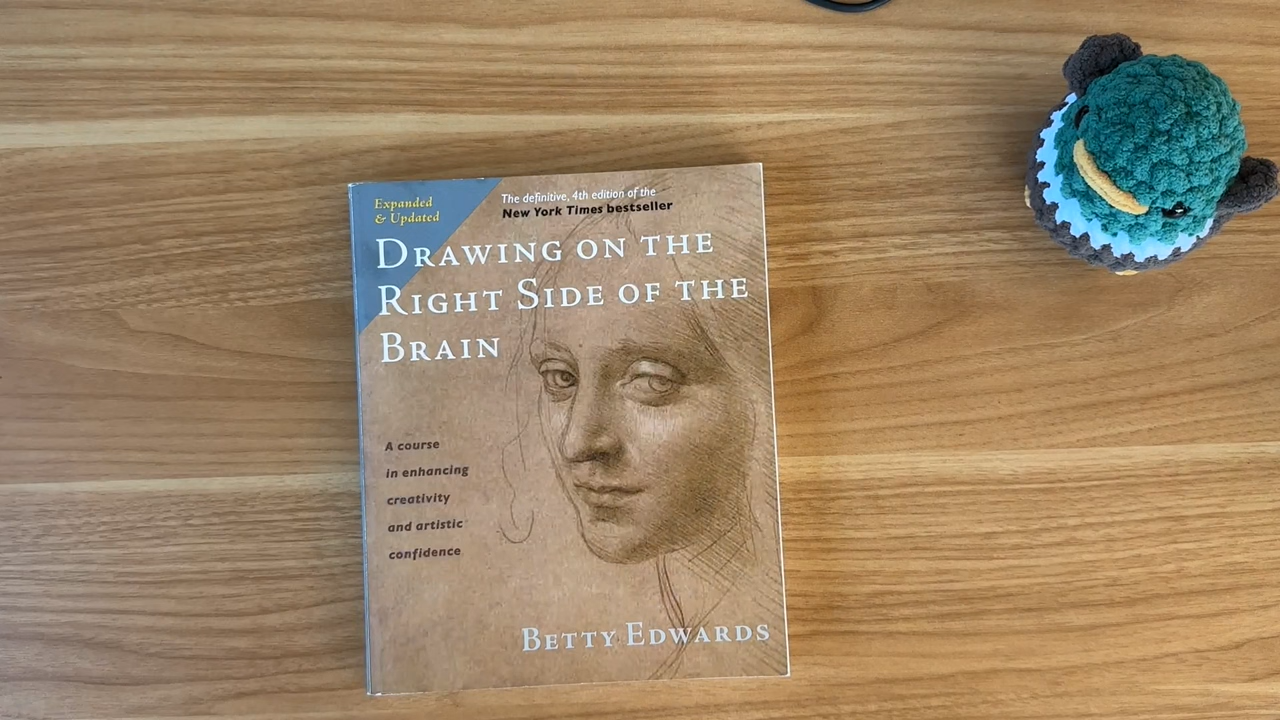 Expanded
& Updated
The definitive, 4th edition of the
New York Times bestseller
DRAWING ON THE
RIGHT SIDE OF THE
BRAIN
A course
in enhancing
creativity
and artistic
confidence
BETTY EDWARDS